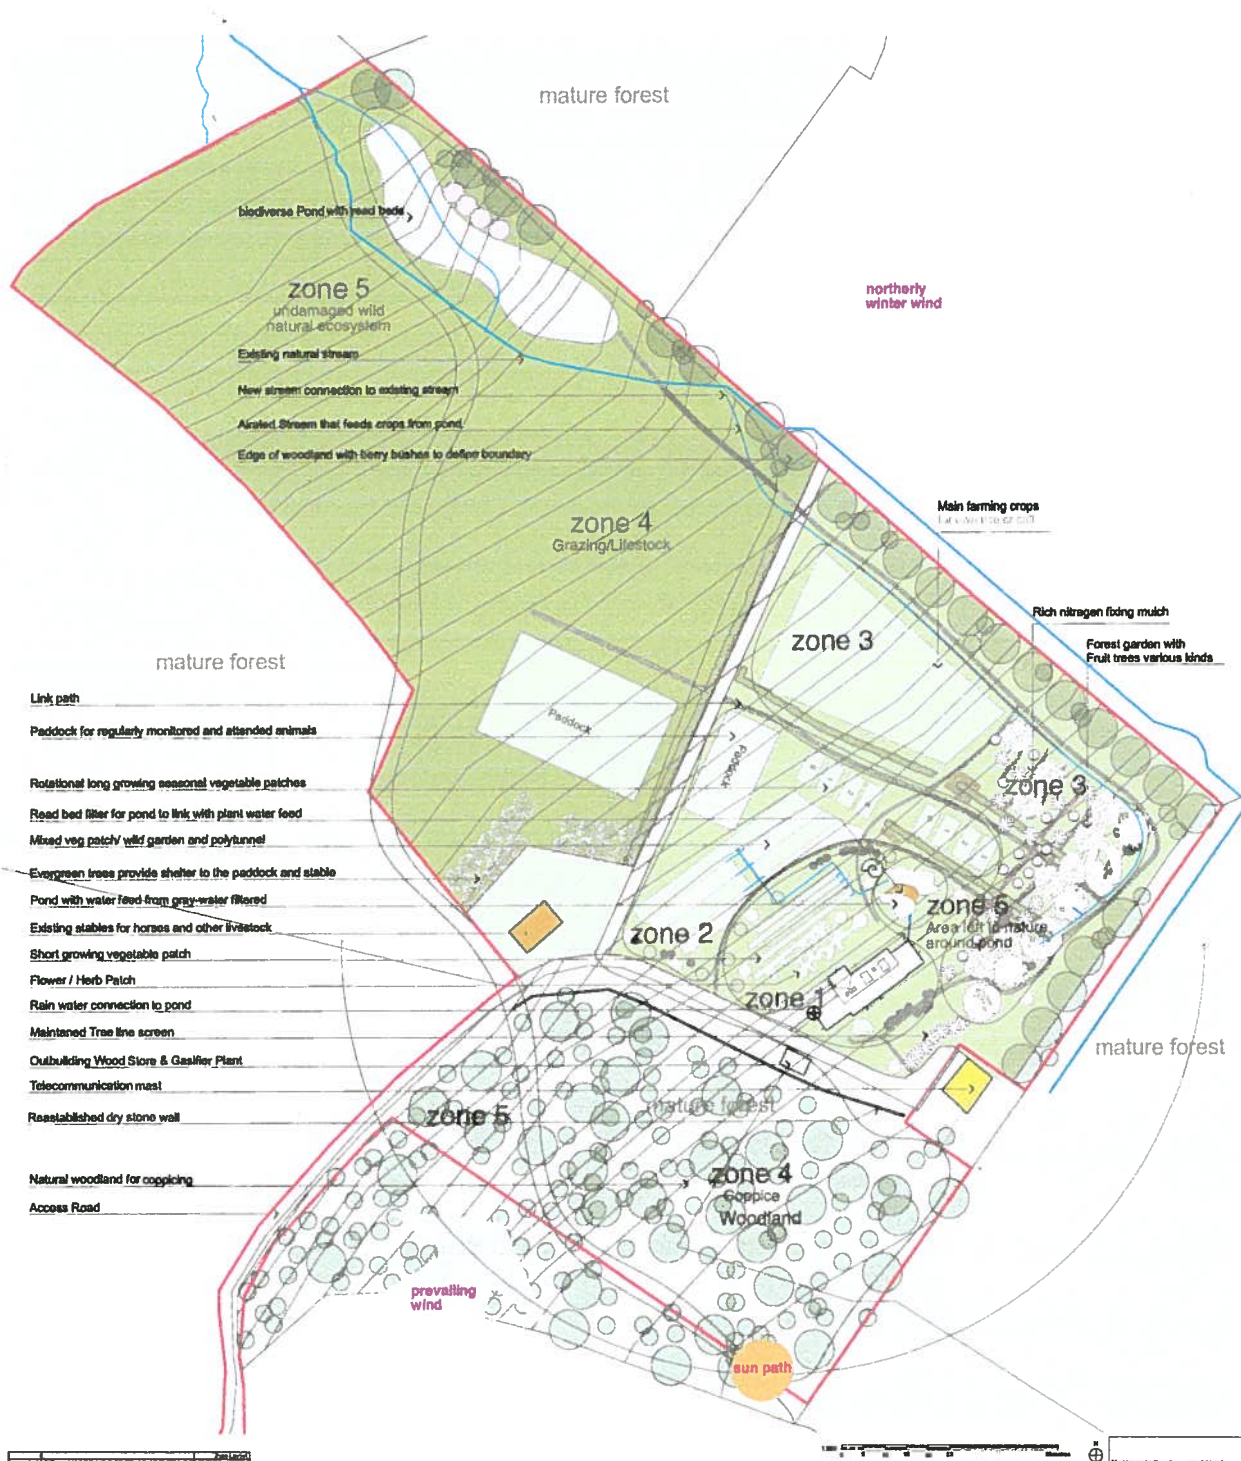 mature forest
northerly
winter wind
biodiverse Pond with read beds
zone 5
undamaged wild
natural ecosystem
Existing natural stream
New stream connection to existing stream
Airated Stream that feeds crops from pond
Edge of woodland with berry bushes to define boundary
zone 4
Grazing/Lifestock
Main farming crops
Rich nitragen fixing mulch
Forest garden with
Fruit trees various kinds
zone 3
mature forest
Link path
Paddock for regularly monitored and attended animals
Paddock
Paddock
zone 3
Rotational long growing seasonal vegetable patches
Read bed filter for pond to link with plant water feed
Mixed veg patch/ wild garden and polytunnel
Evergreen trees provide shelter to the paddock and stable
Pond with water feed from gray-water filtered
Existing stables for horses and other livestock
Short growing vegetable patch
Flower / Herb Patch
Rain water connection to pond
Maintaned Tree line screen
Outbuilding Wood Store & Gasifier Plant
Telecommunication mast
Reastablished dry stone wall
Natural woodland for coppicing
Access Road
zone 2
zone 5
Area left to nature
around pond
zone 1
mature forest
mature forest
zone 5
zone 4
Coppice
Woodland
prevailing
wind
sun path
N